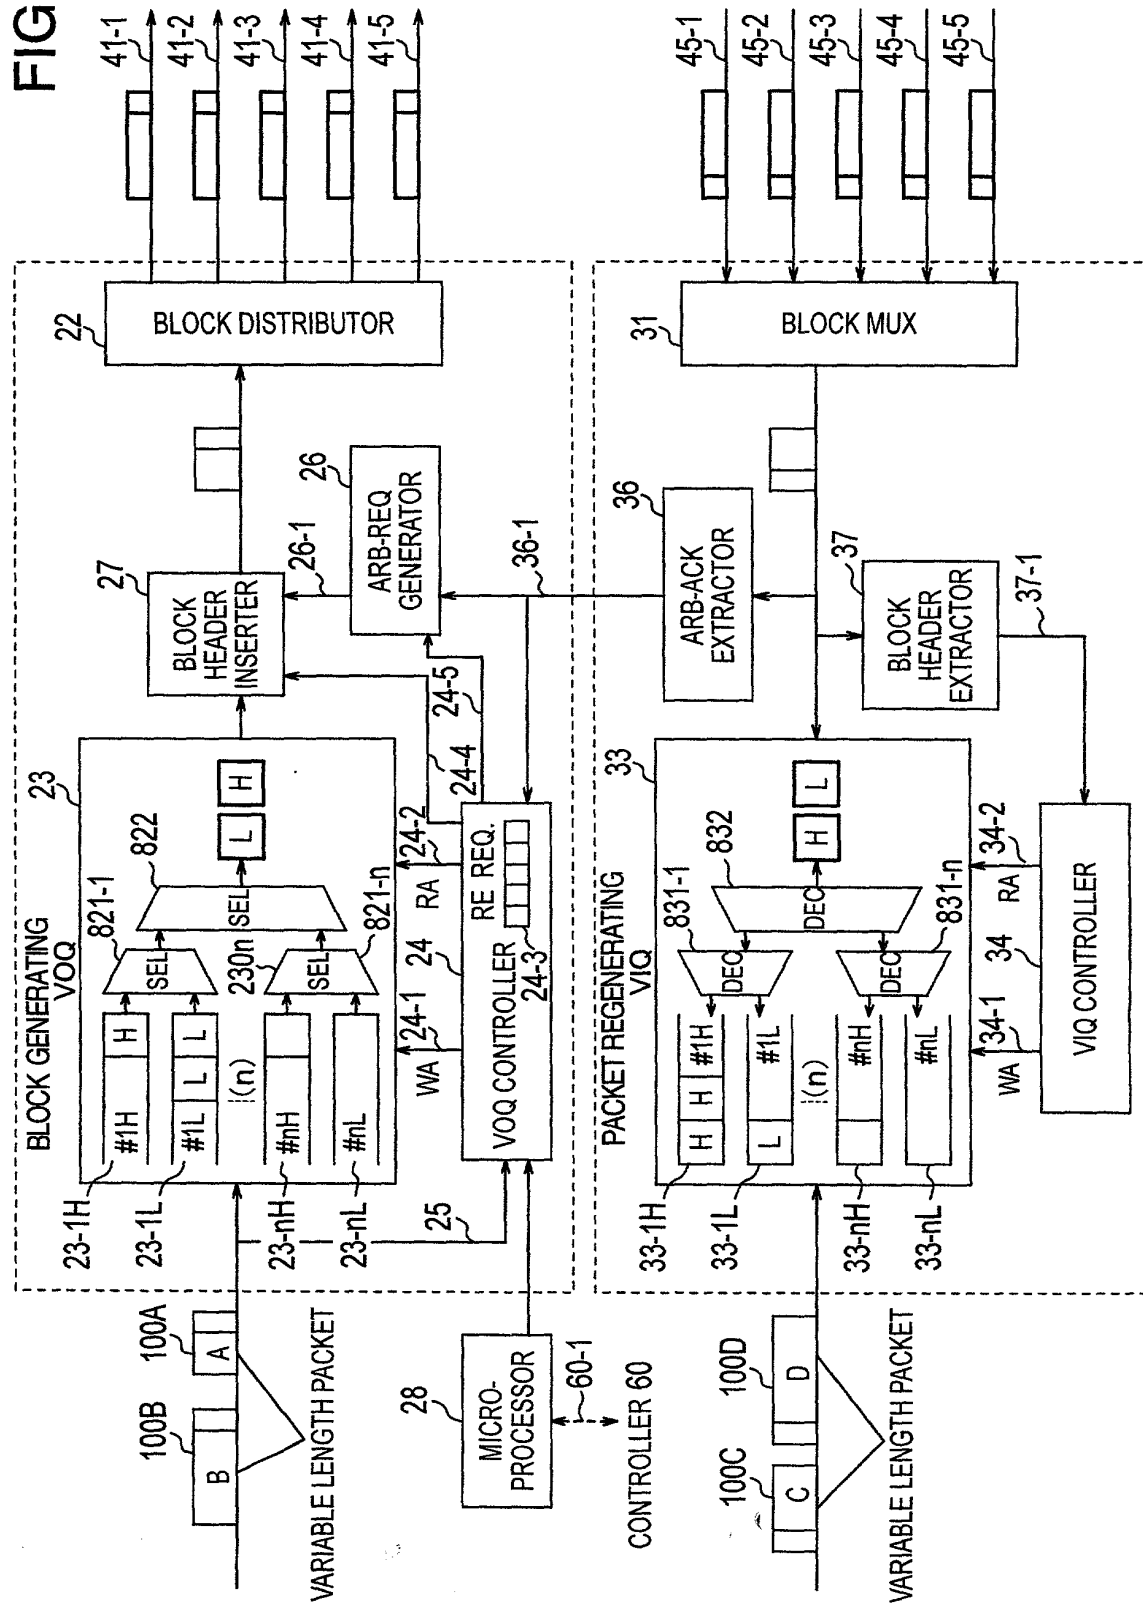 FIG
BLOCK GENERATING
VOQ
100B
B
100A
A
VARIABLE LENGTH PACKET
23-1H
23-1L
23-nH
23-nL
25
#1H
H
#1L
L
L
(n)
#nH
#nL
821-1
SEL
230n
SEL
821-n
822
SEL
L
H
23
WA
24-1
24
RA
24-2
24-4
24-5
VOQ CONTROLLER
RE REQ.
24-3
28
MICRO-
PROCESSOR
60-1
CONTROLLER 60
27
BLOCK
HEADER
INSERTER
26-1
26
ARB-REQ
GENERATOR
36-1
22
BLOCK DISTRIBUTOR
41-1
41-2
41-3
41-4
41-5
PACKET REGENERATING
VIQ
100C
C
100D
D
VARIABLE LENGTH PACKET
33-1H
33-1L
33-nH
33-nL
H
H
#1H
L
#1L
(n)
#nH
#nL
831-1
DEC
DEC
831-n
832
DEC
H
L
33
WA
34-1
34
RA
34-2
VIQ CONTROLLER
36
ARB-ACK
EXTRACTOR
37
BLOCK
HEADER
EXTRACTOR
37-1
31
BLOCK MUX
45-1
45-2
45-3
45-4
45-5